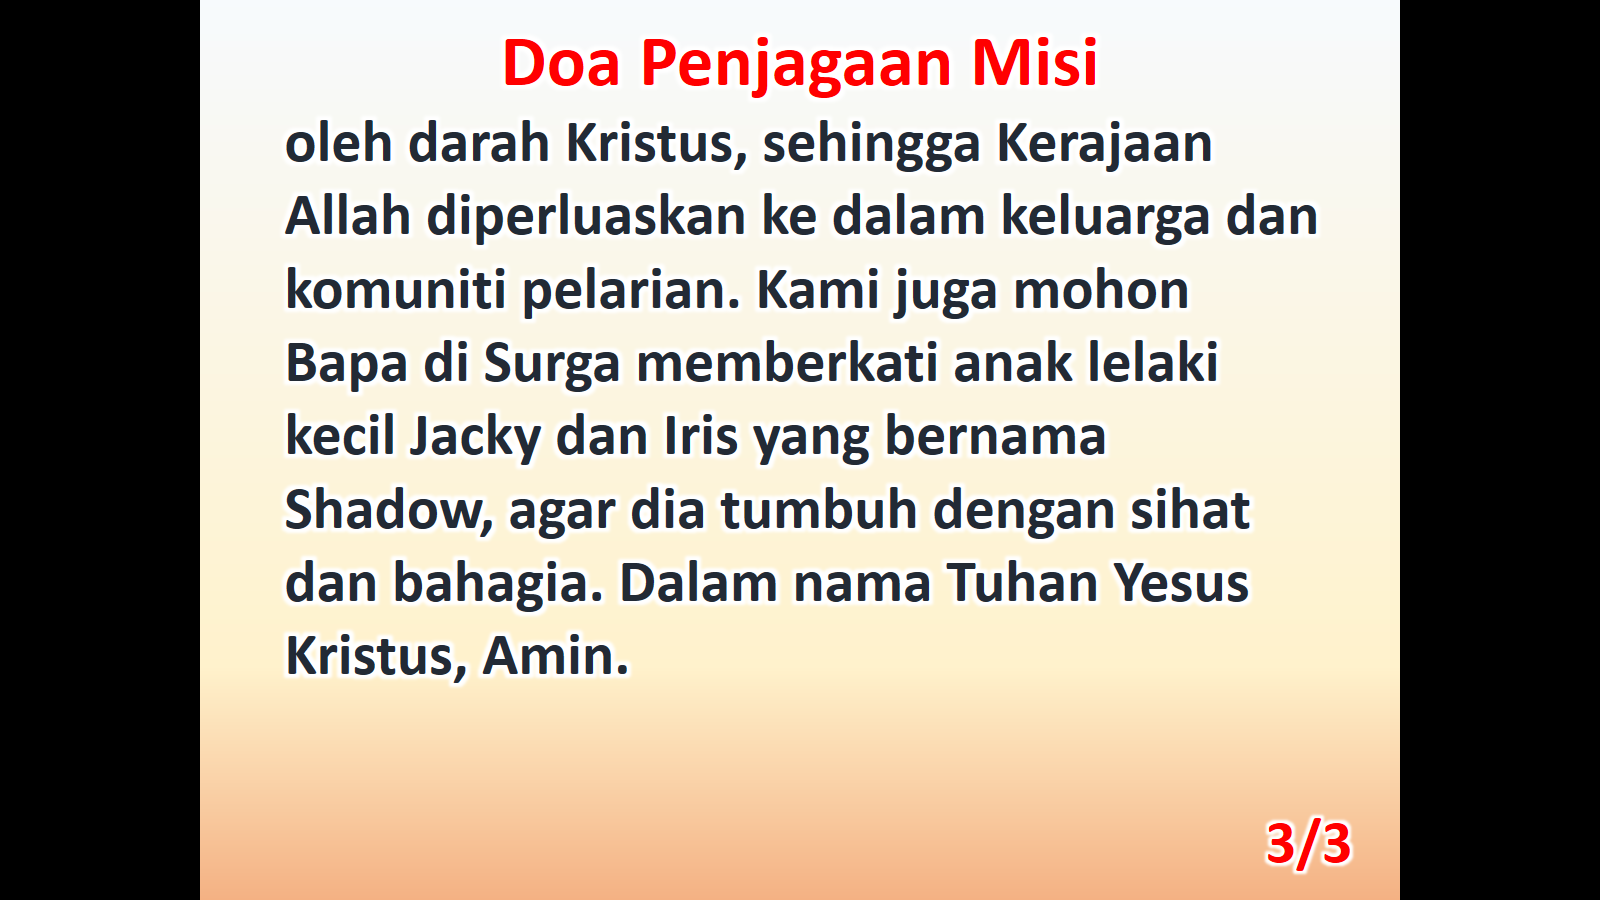 Doa Penjagaan Misi
oleh darah Kristus, sehingga Kerajaan
Allah diperluaskan ke dalam keluarga dan
komuniti pelarian. Kami juga mohon
Bapa di Surga memberkati anak lelaki
kecil Jacky dan Iris yang bernama
Shadow, agar dia tumbuh dengan sihat
dan bahagia. Dalam nama Tuhan Yesus
Kristus, Amin.
3/3